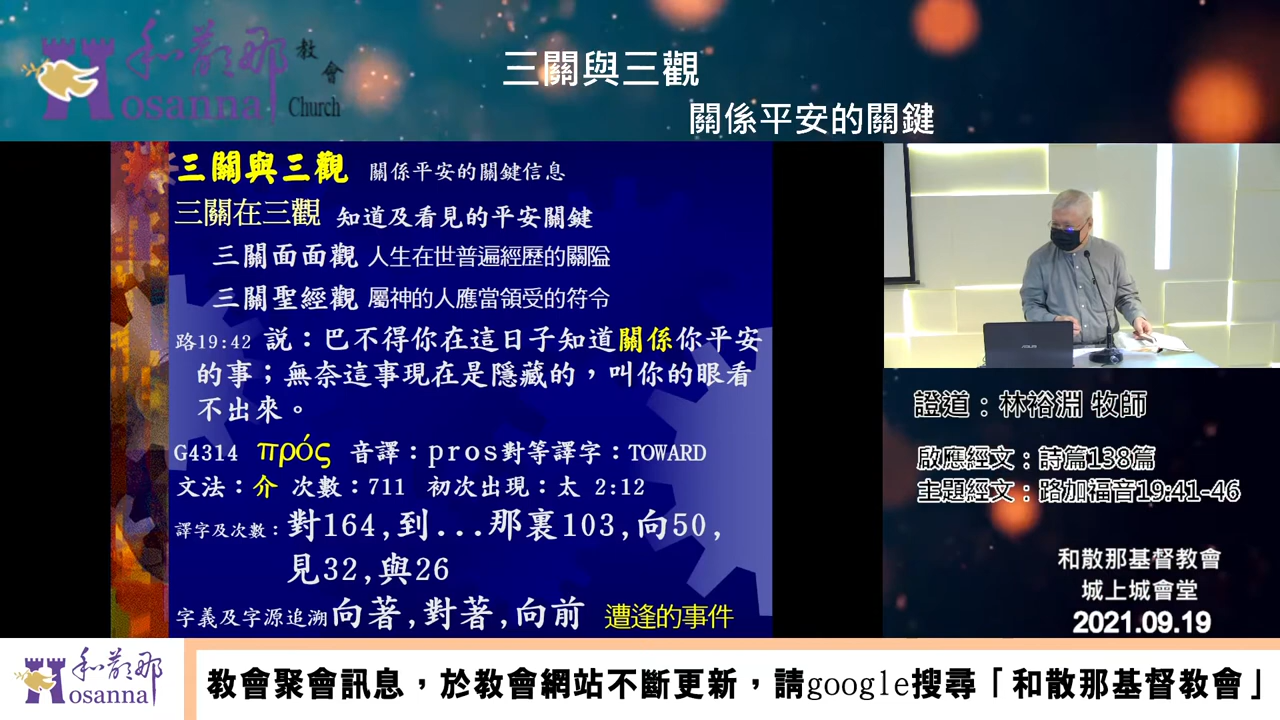 和散那教會
Hosanna Church
三關與三觀
關係平安的關鍵
三關與三觀 關係平安的關鍵信息
三關在三觀 知道及看見的平安關鍵
三關面面觀 人生在世普遍經歷的關隘
三關聖經觀 屬神的人應當領受的符令
路19:42 説：巴不得你在這日子知道關係你平安
的事；無奈這事現在是隱藏的，叫你的眼看
不出來。
G4314 πρός 音譯：pros對等譯字：TOWARD
文法：介 次數：711 初次出現：太 2:12
譯字及次數：對164,到...那裏103,向50,
見32,與26
字義及字源追溯向著,對著,向前 遭逢的事件
ASUS
證道：林裕淵 牧師
啟應經文：詩篇138篇
主題經文：路加福音19:41-46
和散那基督教會
城上城會堂
2021.09.19
和散那
Hosanna
教會聚會訊息，於教會網站不斷更新，請google搜尋「和散那基督教會」